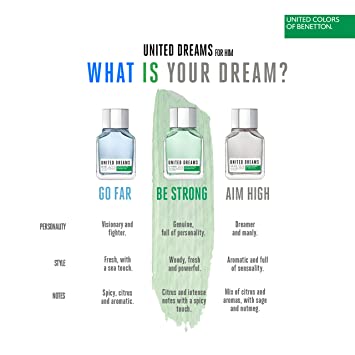 UNITED COLORS
OF BENETTON.
UNITED DREAMS FOR HIM
WHAT IS YOUR DREAM?
UNITED DREAMS
UNITED DREAMS
UNITED DREAMS
GO FAR
BE STRONG
AIM HIGH
PERSONALITY
Visionary and
fighter.
Genuine,
full of personality.
Dreamer
and manly.
STYLE
Fresh, with
a sea touch.
Woody, fresh
and powerful.
Aromatic and full
of sensuality.
NOTES
Spicy, citrus
and aromatic.
Citrus and intense
notes with a spicy
touch.
Mix of citrus and
aromas, with sage
and nutmeg.